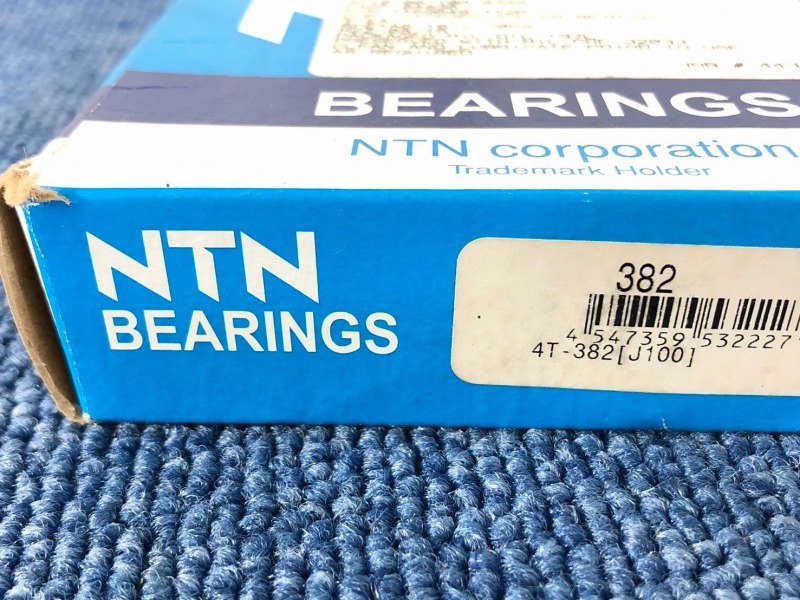 BEARINGS
NTN corporation
Trademark Holder
NTN
BEARINGS
382
4 547359 532227
4T-382[J100]